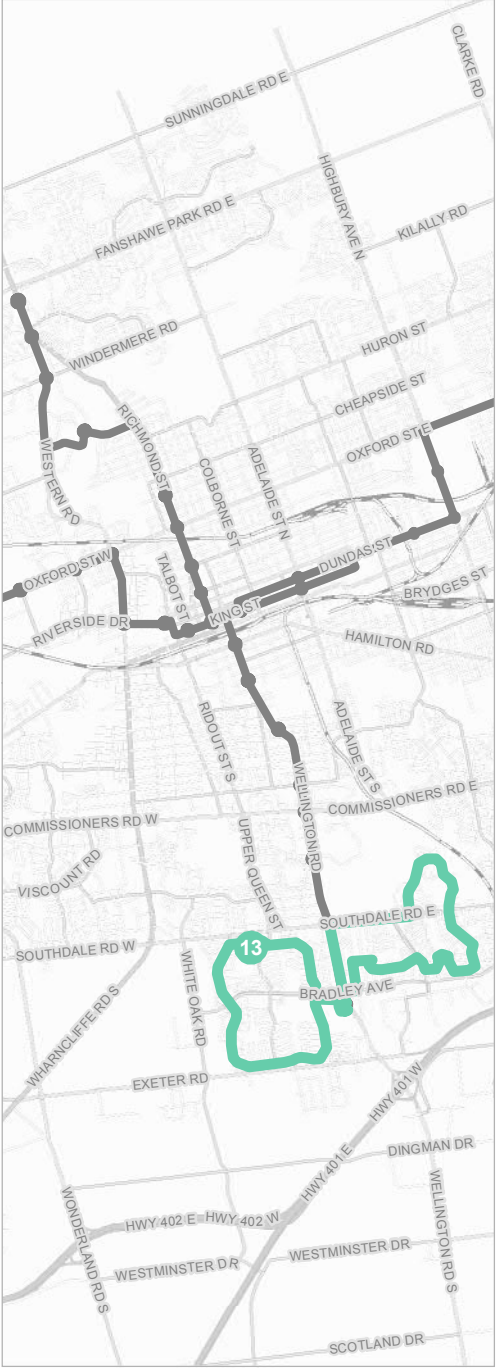 CLARKE RD
SUNNINGDALE RD E
HIGHBURY AVE N
FANSHAWE PARK RD E
KILALLY RD
WINDERMERE RD
HURON ST
CHEAPSIDE ST
RICHMOND ST
OXFORD ST E
WESTERN RD
COLBORNE ST
ADELAIDE ST N
OXFORD ST W
TALBOT ST
DUNDAS ST
BRYDGES ST
KING ST
RIVERSIDE DR
HAMILTON RD
RIDOUT ST S
ADELAIDE ST S
WELLINGTON RD
COMMISSIONERS RD E
COMMISSIONERS RD W
UPPER QUEEN ST
VISCOUNT RD
SOUTHDALE RD E
13
SOUTHDALE RD W
WHITE OAK RD
BRADLEY AVE
WHARNCLIFFE RD S
EXETER RD
HWY 401 W
DINGMAN DR
HWY 401 E
WONDERLAND RD S
HWY 402 E
HWY 402 W
WELLINGTON RD S
WESTMINSTER DR
WESTMINSTER DR
SCOTLAND DR